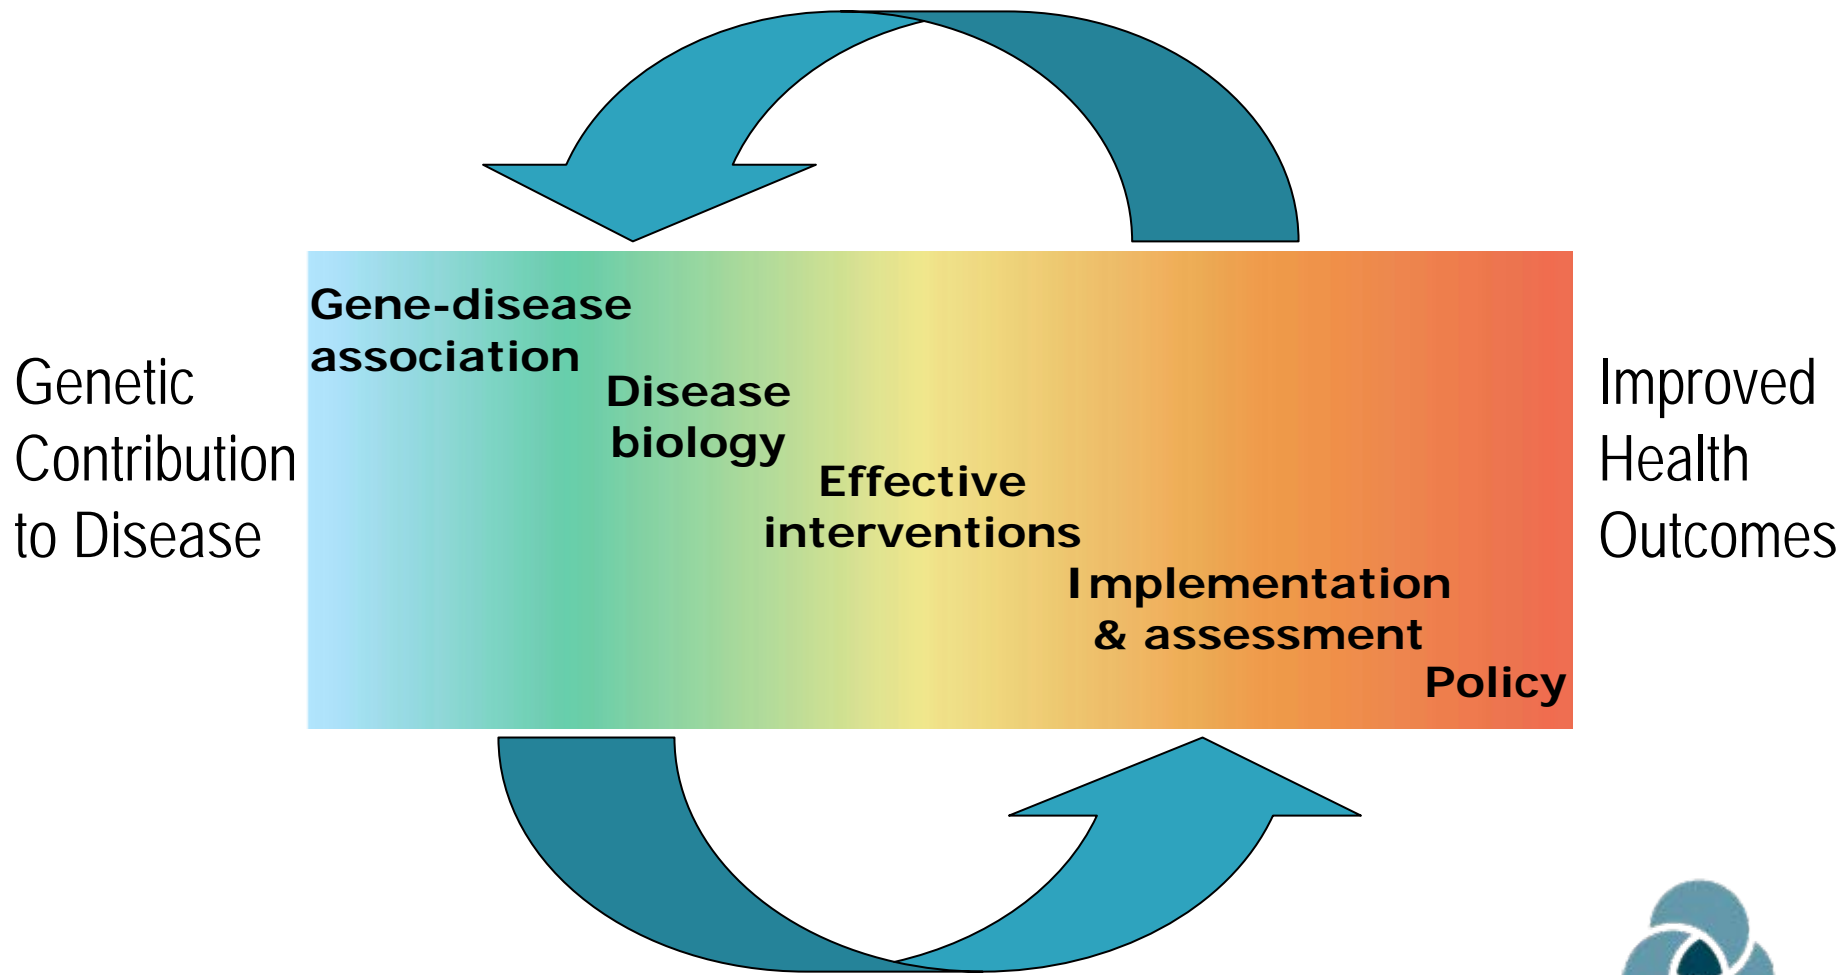 Genetic
Contribution
to Disease
Gene-disease
association
Disease
biology
Effective
interventions
Implementation
& assessment
Policy
Improved
Health
Outcomes